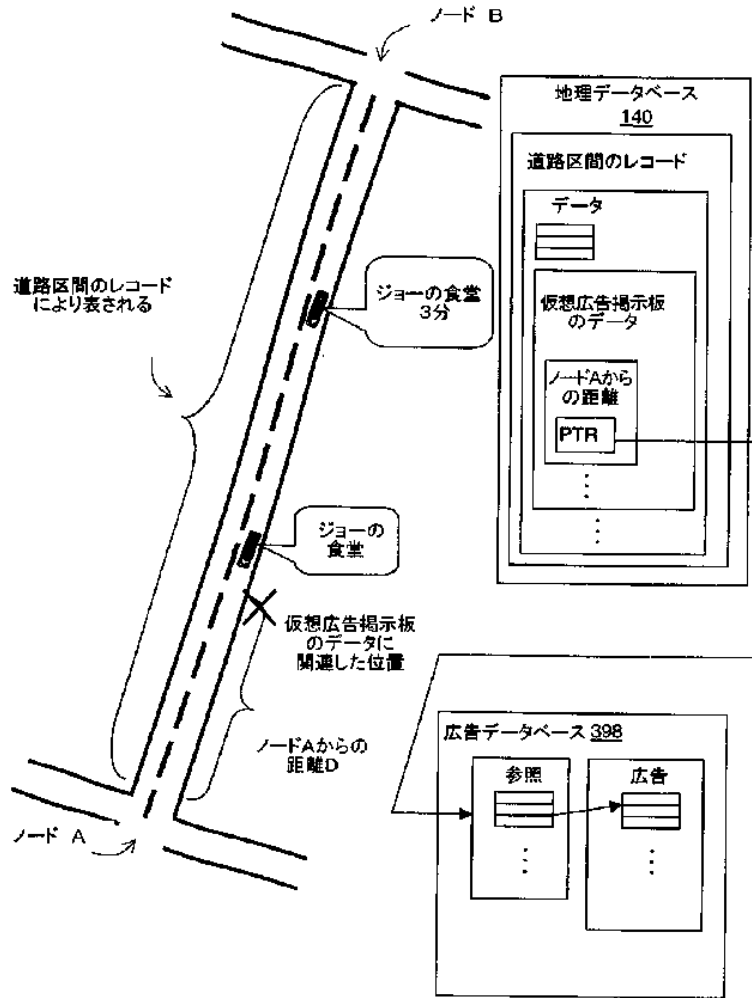 ノード B
地理データベース
140
道路区間のレコード
データ
仮想広告掲示板
のデータ
ノードAから
の距離
PTR
道路区間のレコード
により表される
ジョーの食堂
3分
ジョーの
食堂
仮想広告掲示板
のデータに
関連した位置
ノードAからの
距離D
ノード A
広告データベース 398
参照
広告